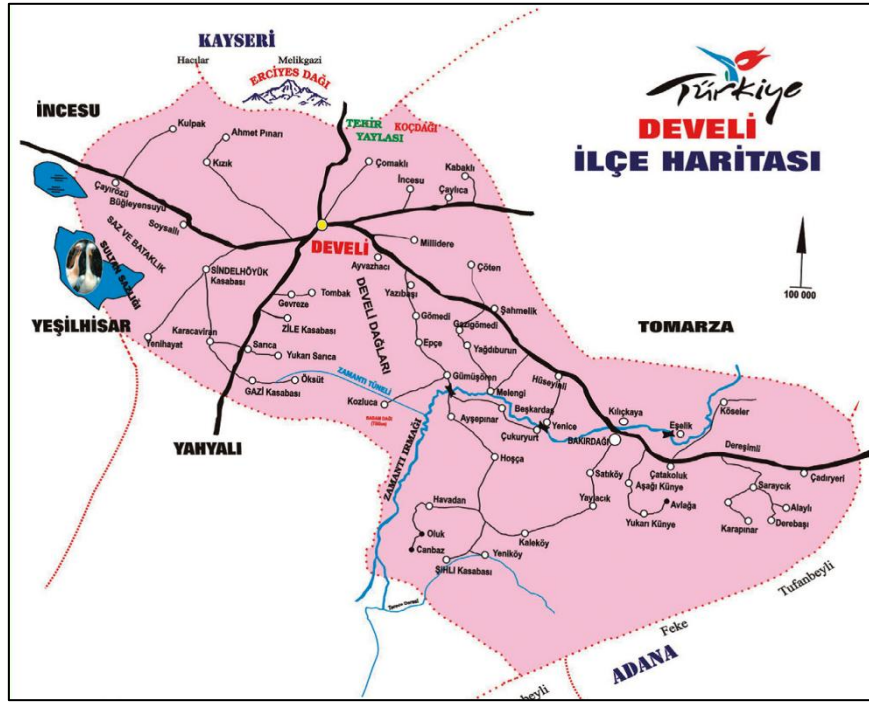 KAYSERİ
Hacılar
Melikgazi
ERCİYES DAĞI
Türkiye
DEVELİ
İLÇE HARİTASI
İNCESU
TEKİR
YAYLASI
KOÇDAĞI
Kulpak
Ahmet Pınarı
Kızık
Çomaklı
İncesu
Kabaklı
Çaylıca
Çayırözü
Büğleyensuyu
Soysallı
SAZ VE BATAKLIK
SULTAN SAZLIĞI
DEVELİ
Millidere
Ayvazhacı
Çöten
100 000
SİNDELHÖYÜK
Kasabası
Gevreze
Tombak
ZİLE Kasabası
DEVELİ DAĞLARI
Yazıbaşı
Gömedi
Şahmelik
Gazigömedi
YEŞİLHİSAR
TOMARZA
Yenihayat
Karacaviran
Sarıca
Yukarı Sarıca
Epçe
Yağdıburun
GAZİ Kasabası
Öksüt
ZAMANTI TÜNELİ
Gümüşören
Hüseyinli
Kozluca
Melengi
Beşkardaş
Kılıçkaya
Eşelik
Köseler
YAHYALI
ZAMANTI IRMAĞI
Ayşepınar
Çukuryurt
Yenice
BAKIRDAĞI
Dereşimli
Hoşça
Satıköy
Çatakoluk
Çadıryeri
Aşağı Künye
Saraycık
Havadan
Yaylacık
Avlağa
Alaylı
Yukarı Künye
Karapınar
Derebaşı
Oluk
Kaleköy
Canbaz
Yeniköy
ŞIHLI Kasabası
Tufanbeyli
Feke
ADANA